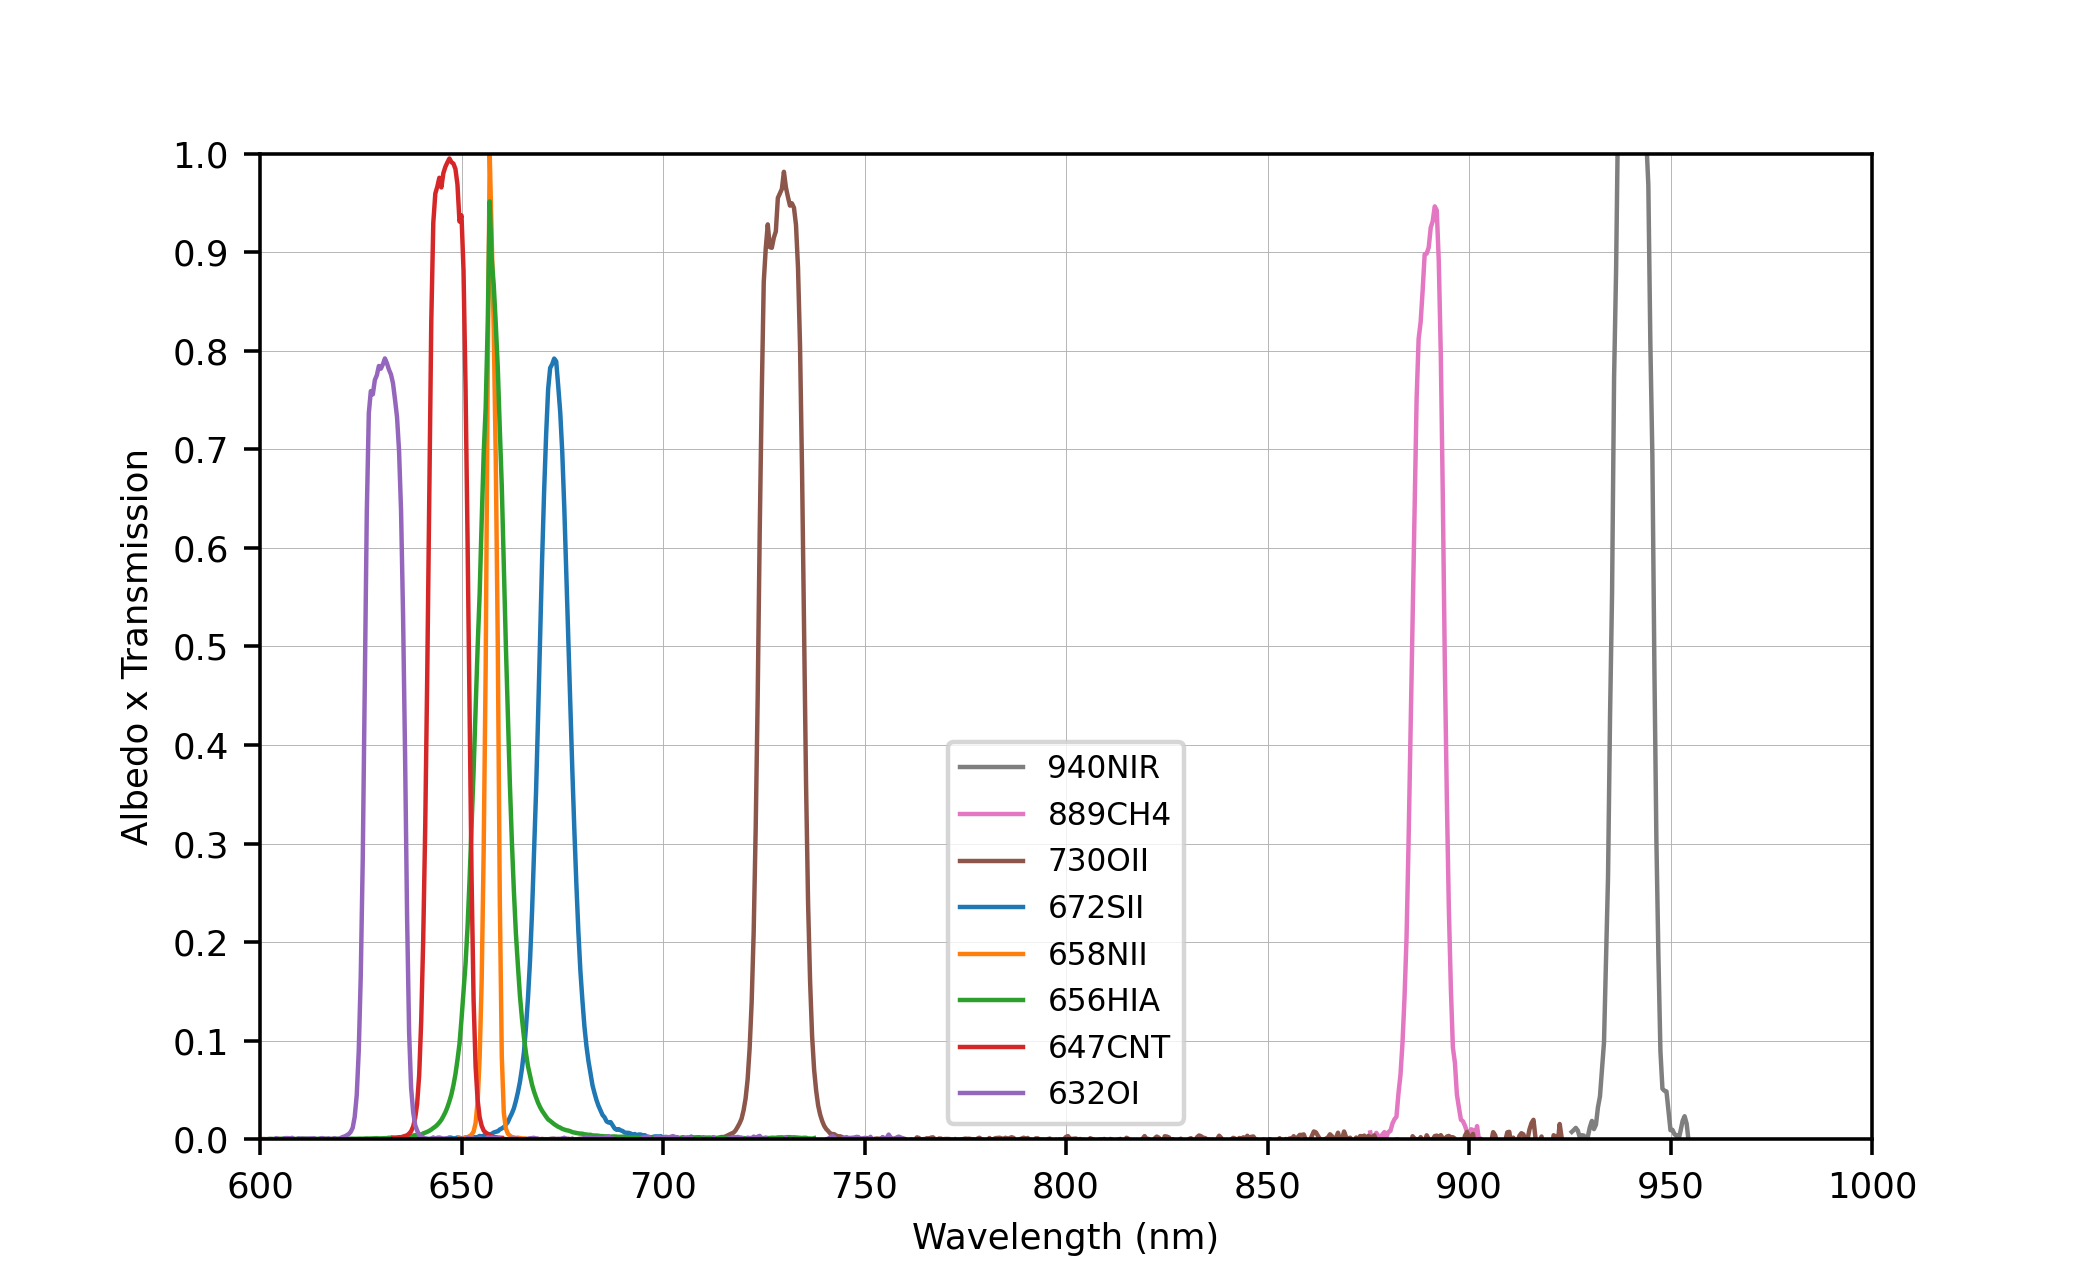 1.0
0.9
0.8
0.7
0.6
0.5
0.4
0.3
0.2
0.1
0.0
Albedo x Transmission
940NIR
889CH4
730OII
672SII
658NII
656HIA
647CNT
632OI
600 650 700 750 800 850 900 950 1000
Wavelength (nm)